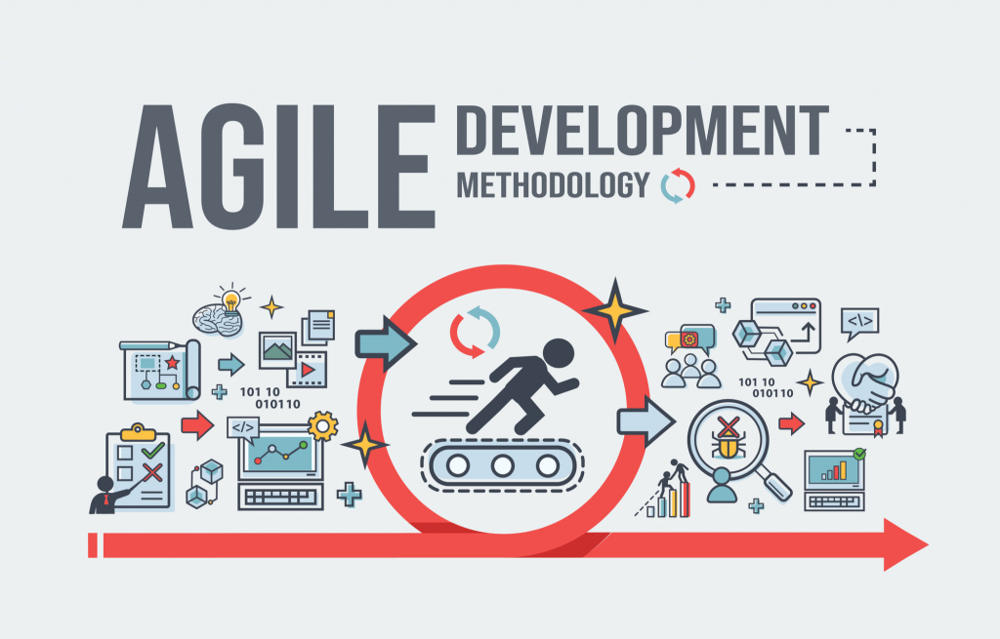 AGILE
DEVELOPMENT
METHODOLOGY
101 10
010110
</>
</>
101 10
010110
</>